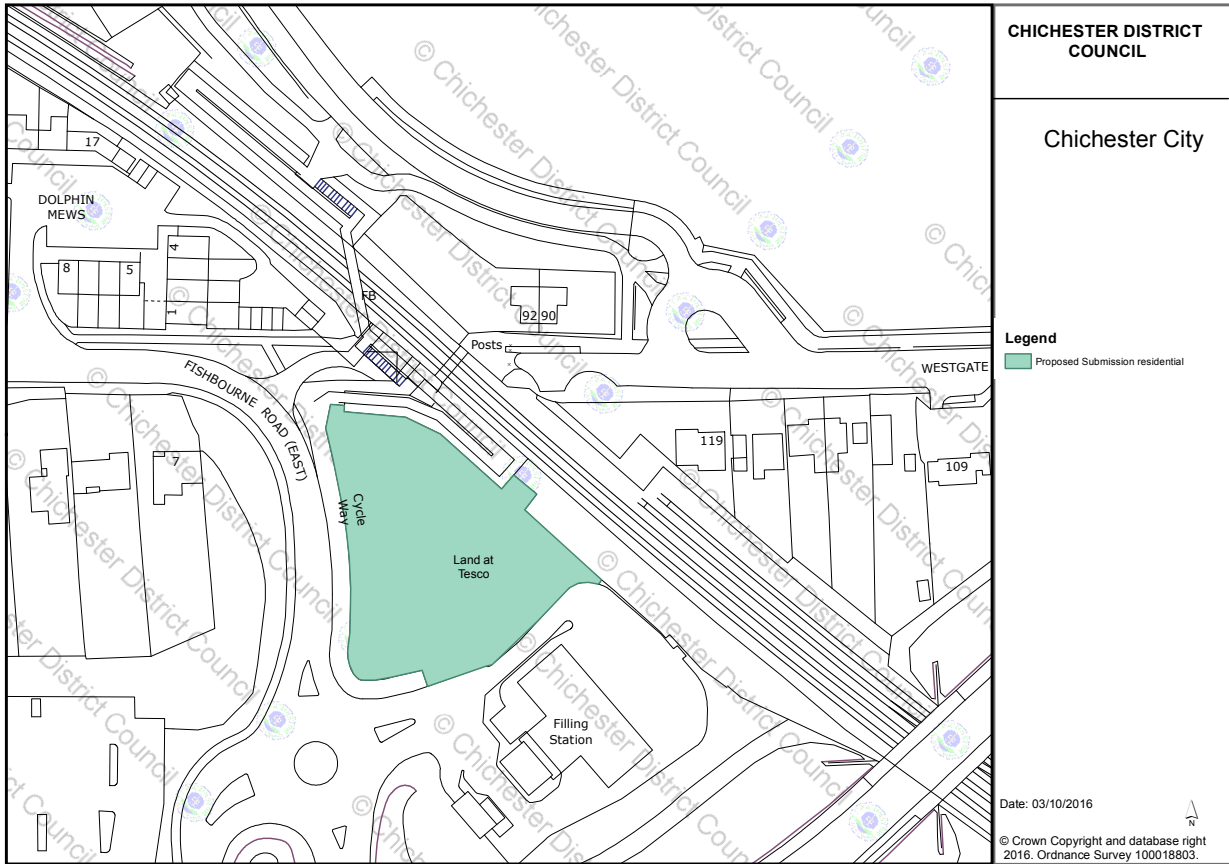 CHICHESTER DISTRICT
COUNCIL
Chichester City
Legend
Proposed Submission residential
Date: 03/10/2016
N
© Crown Copyright and database right
2016. Ordnance Survey 100018803.
17
DOLPHIN
MEWS
8
5
4
1
FB
92 90
Posts
WESTGATE
FISHBOURNE ROAD (EAST)
7
119
109
Cycle
Way
Land at
Tesco
Filling
Station
© Chichester District Council